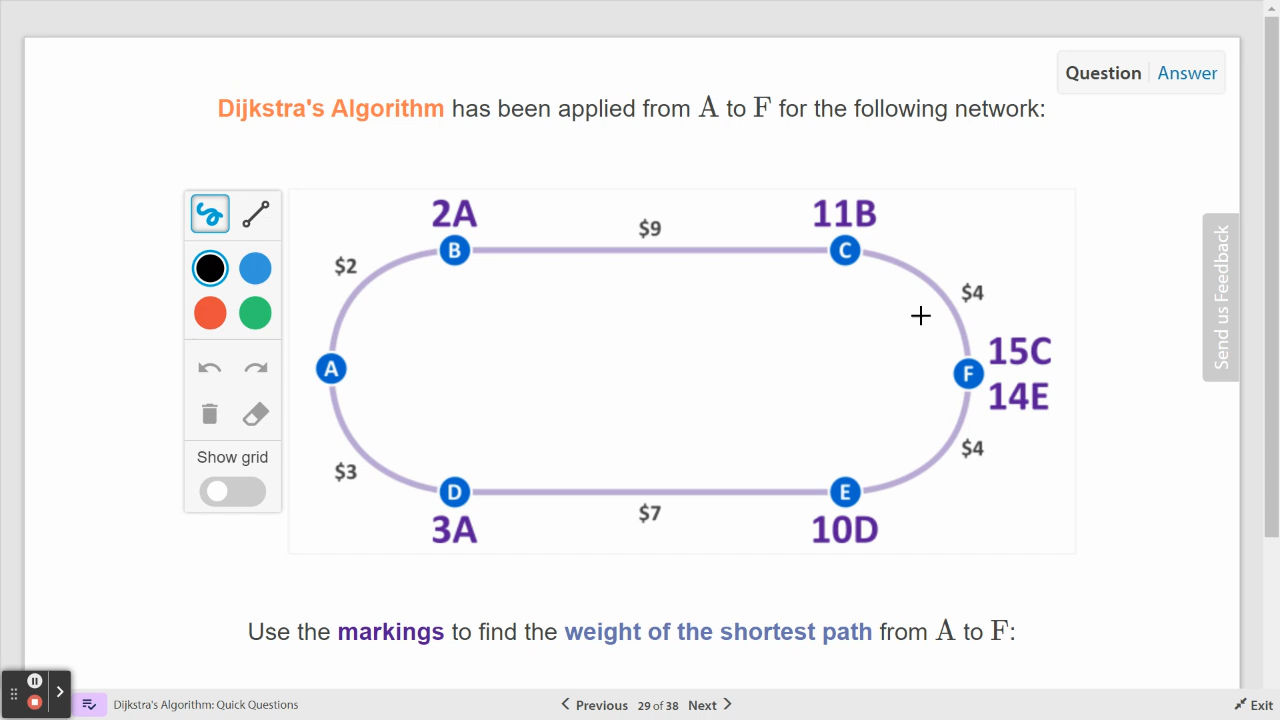 Question Answer
Dijkstra's Algorithm has been applied from A to F for the following network:
2A
$9
11B
B
C
$2
$4
A
15C
F
14E
$3
$4
Show grid
D
E
3A
$7
10D
Send us Feedback
Use the markings to find the weight of the shortest path from A to F:
Dijkstra's Algorithm: Quick Questions
Previous 29 of 38 Next
Exit